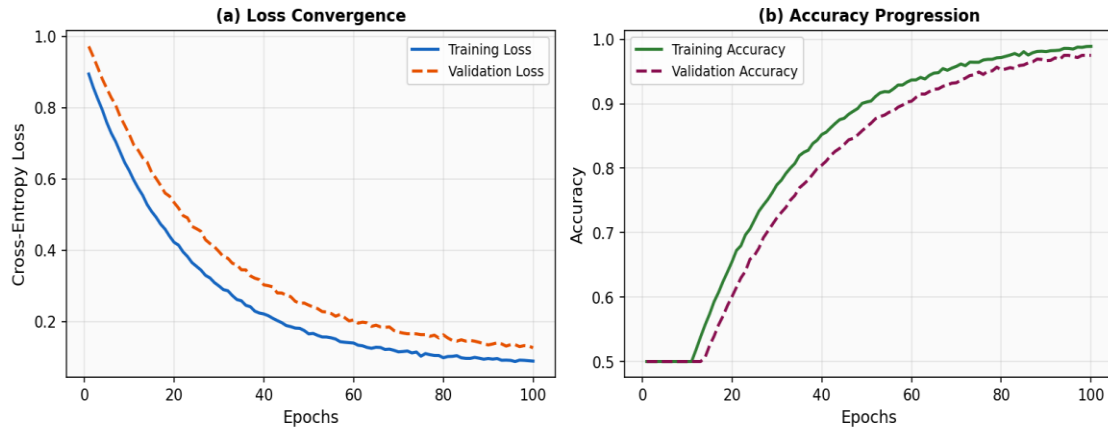 (a) Loss Convergence
Training Loss
Validation Loss
1.0
0.8
0.6
0.4
0.2
Cross-Entropy Loss
0
20
40
60
80
100
Epochs
(b) Accuracy Progression
Training Accuracy
Validation Accuracy
1.0
0.9
0.8
0.7
0.6
0.5
Accuracy
0
20
40
60
80
100
Epochs